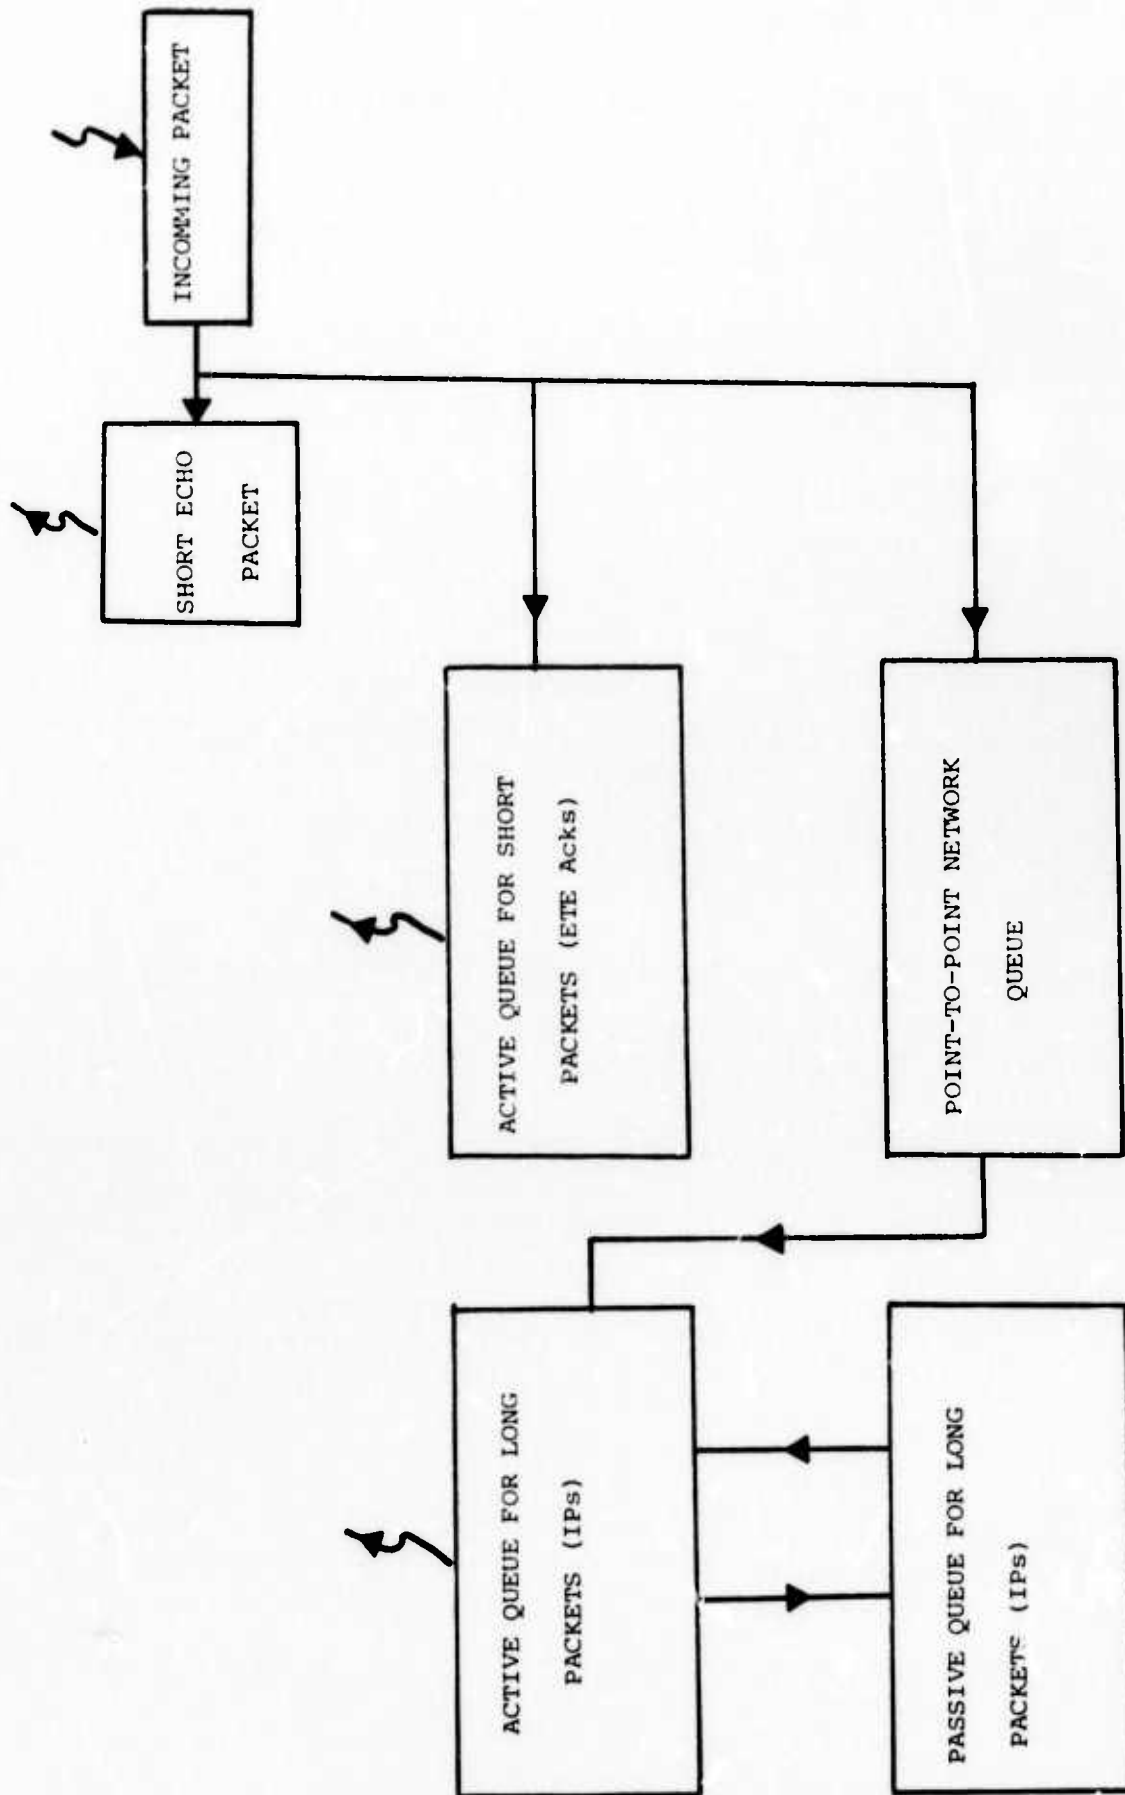 INCOMMING PACKET
SHORT ECHO
PACKET
ACTIVE QUEUE FOR SHORT
PACKETS (ETE Acks)
POINT-TO-POINT NETWORK
QUEUE
ACTIVE QUEUE FOR LONG
PACKETS (IPs)
PASSIVE QUEUE FOR LONG
PACKETS (IPs)